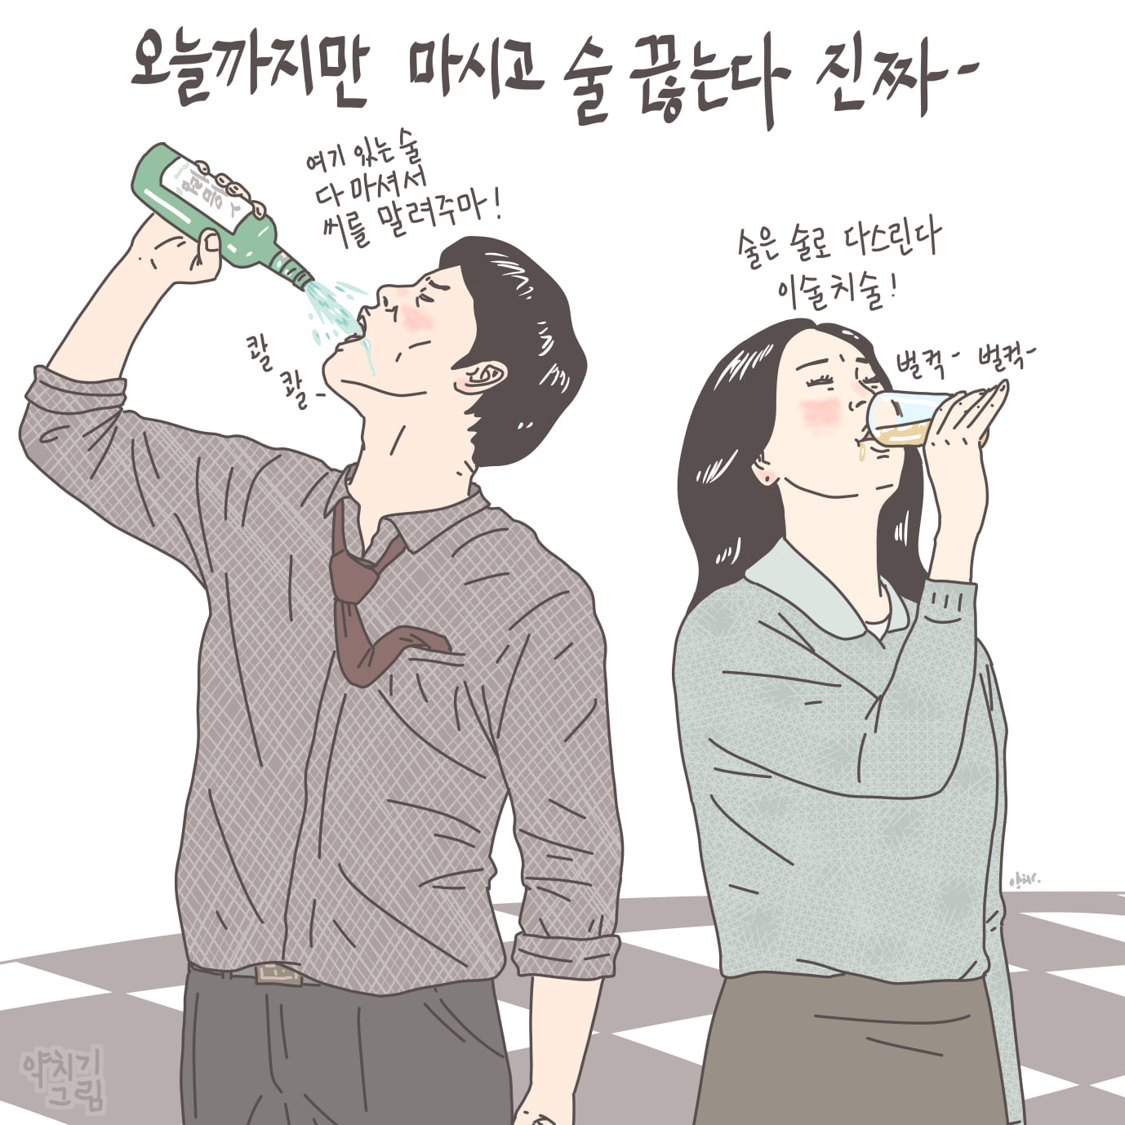 오늘까지만 마시고 술 끊는다 진짜-
여기 있는 술
다 마셔서
씨를 말려주마!
콸
콸-
술은 술로 다스린다
이술치술!
벌컥- 벌컥-
약치기
그림